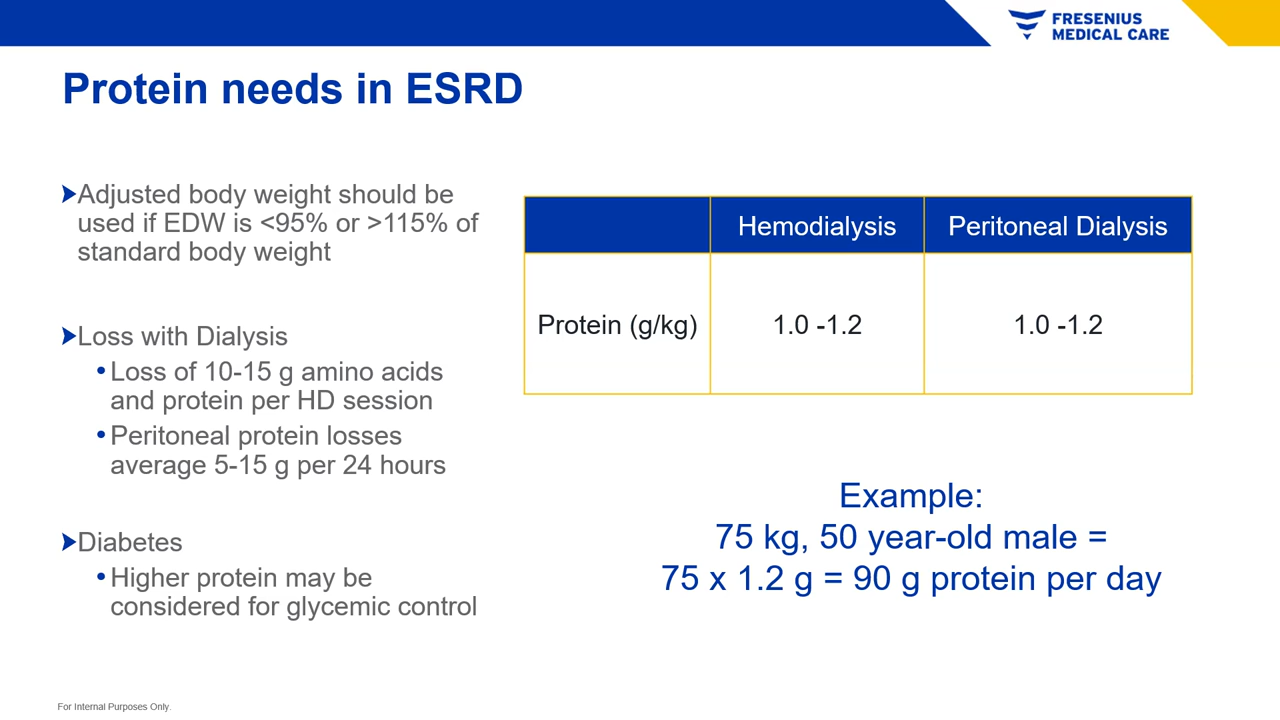 FRESENIUS
MEDICAL CARE
Protein needs in ESRD
Adjusted body weight should be
used if EDW is <95% or >115% of
standard body weight
Loss with Dialysis
• Loss of 10-15 g amino acids
and protein per HD session
• Peritoneal protein losses
average 5-15 g per 24 hours
Diabetes
• Higher protein may be
considered for glycemic control
Hemodialysis Peritoneal Dialysis
Protein (g/kg) 1.0 -1.2 1.0 -1.2
Example:
75 kg, 50 year-old male =
75 x 1.2 g = 90 g protein per day
For Internal Purposes Only.